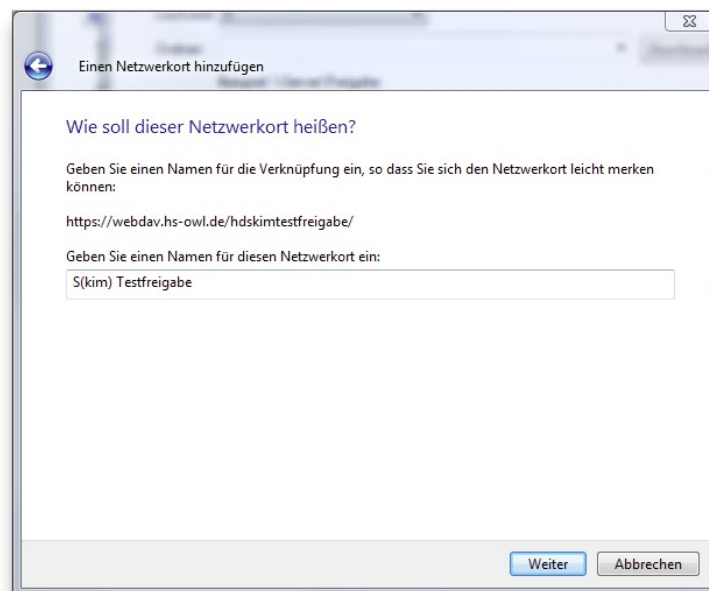 Ordner:
Einen Netzwerkort hinzufügen
Wie soll dieser Netzwerkort heißen?
Geben Sie einen Namen für die Verknüpfung ein, so dass Sie sich den Netzwerkort leicht merken
können:
https://webdav.hs-owl.de/hdskimtestfreigabe/
Geben Sie einen Namen für diesen Netzwerkort ein:
S(kim) Testfreigabe
Weiter
Abbrechen